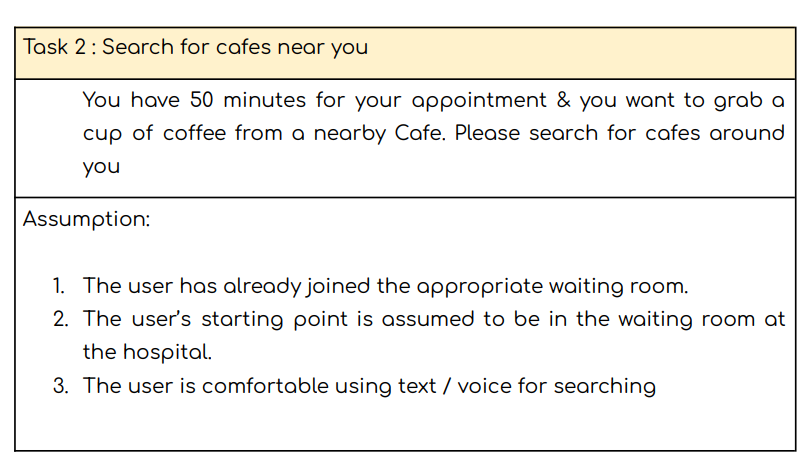 Task 2 : Search for cafes near you
You have 50 minutes for your appointment & you want to grab a
cup of coffee from a nearby Cafe. Please search for cafes around
you
Assumption:
1. The user has already joined the appropriate waiting room.
2. The user’s starting point is assumed to be in the waiting room at
the hospital.
3. The user is comfortable using text / voice for searching